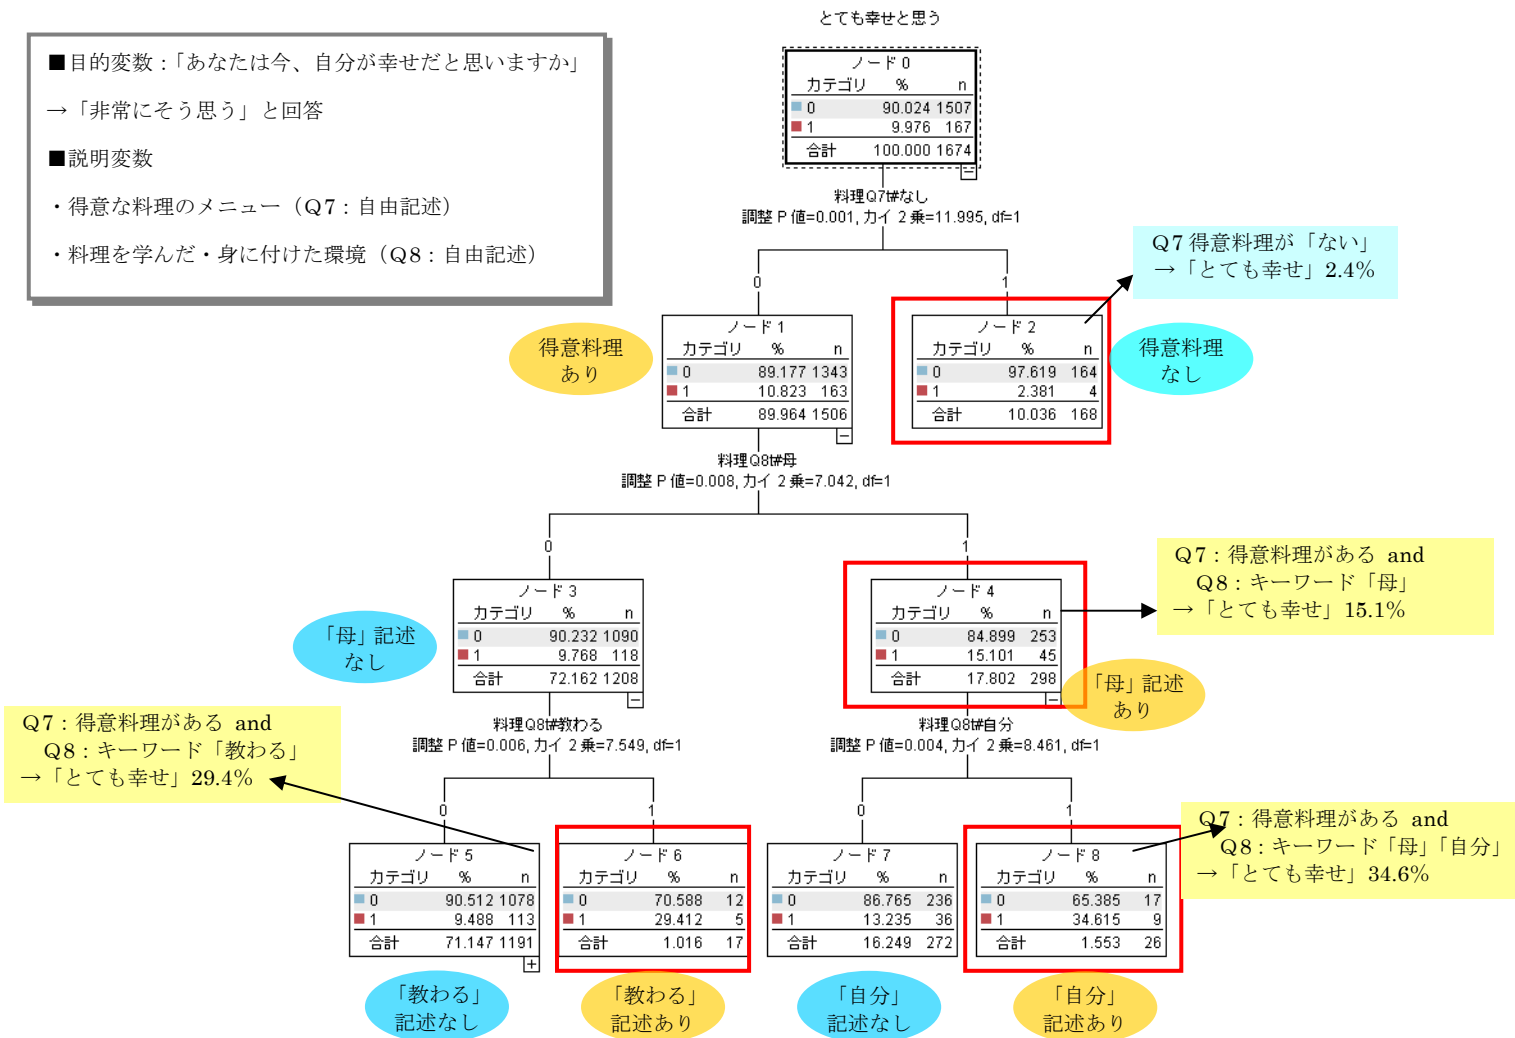 とても幸せと思う
■目的変数：「あなたは今、自分が幸せだと思いますか」
→「非常にそう思う」と回答
■説明変数
・得意な料理のメニュー（Q7：自由記述）
・料理を学んだ・身に付けた環境（Q8：自由記述）
ノード 0
カテゴリ % n
0 90.024 1507
1 9.976 167
合計 100.000 1674
料理Q7t#なし
調整 P 値=0.001, カイ 2 乗=11.995, df=1
0
1
Q7 得意料理が「ない」
→「とても幸せ」2.4%
得意料理
あり
ノード 1
カテゴリ % n
0 89.177 1343
1 10.823 163
合計 89.964 1506
ノード 2
カテゴリ % n
0 97.619 164
1 2.381 4
合計 10.036 168
得意料理
なし
料理Q8t#母
調整 P 値=0.008, カイ 2 乗=7.042, df=1
0
1
Q7：得意料理がある and
Q8：キーワード「母」
→「とても幸せ」15.1%
「母」記述
なし
ノード 3
カテゴリ % n
0 90.232 1090
1 9.768 118
合計 72.162 1208
ノード 4
カテゴリ % n
0 84.899 253
1 15.101 45
合計 17.802 298
「母」記述
あり
Q7：得意料理がある and
Q8：キーワード「教わる」
→「とても幸せ」29.4%
料理Q8t#教わる
調整 P 値=0.006, カイ 2 乗=7.549, df=1
料理Q8t#自分
調整 P 値=0.004, カイ 2 乗=8.461, df=1
0
1
0
1
Q7：得意料理がある and
Q8：キーワード「母」「自分」
→「とても幸せ」34.6%
ノード 5
カテゴリ % n
0 90.512 1078
1 9.488 113
合計 71.147 1191
ノード 6
カテゴリ % n
0 70.588 12
1 29.412 5
合計 1.016 17
ノード 7
カテゴリ % n
0 86.765 236
1 13.235 36
合計 16.249 272
ノード 8
カテゴリ % n
0 65.385 17
1 34.615 9
合計 1.553 26
「教わる」
記述なし
「教わる」
記述あり
「自分」
記述なし
「自分」
記述あり